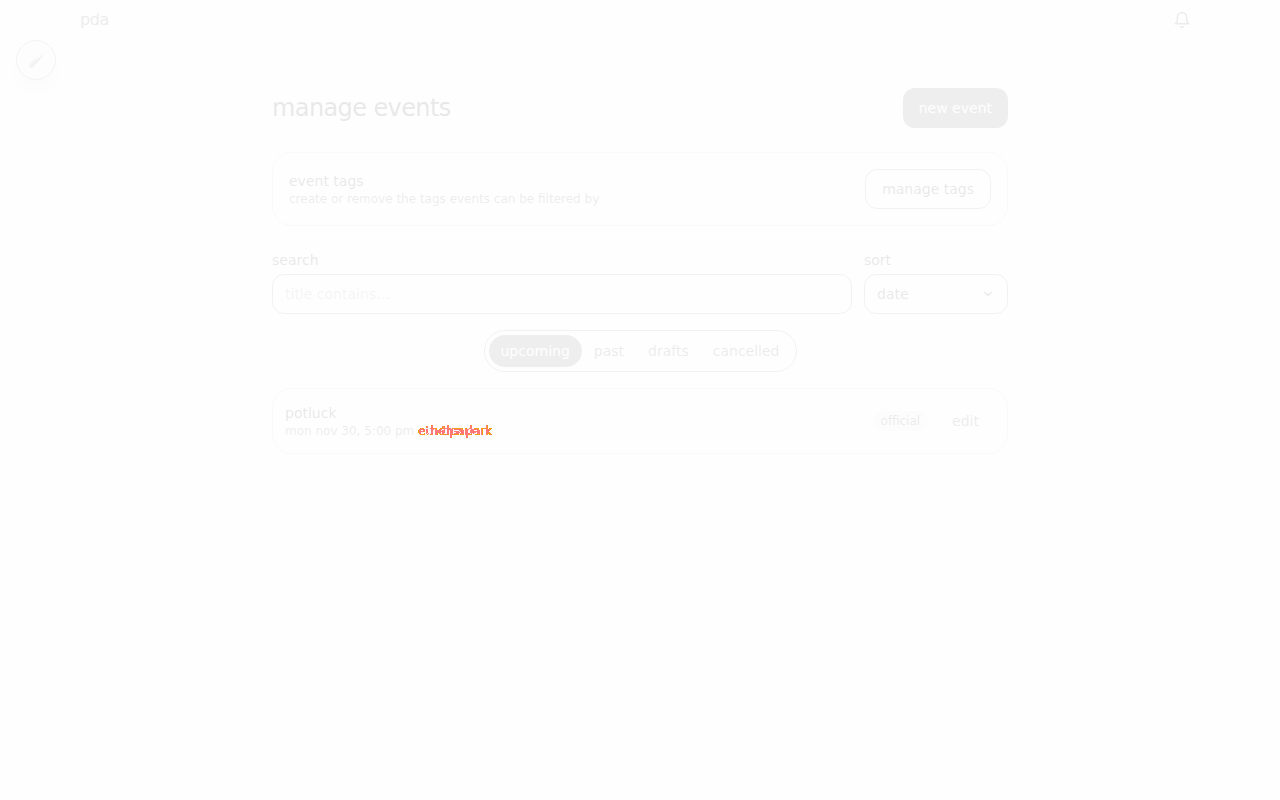 pda
manage events
new event
event tags
create or remove the tags events can be filtered by
manage tags
search
sort
title contains...
date
upcoming
past
drafts
cancelled
potluck
mon nov 30, 5:00 pm
official
edit